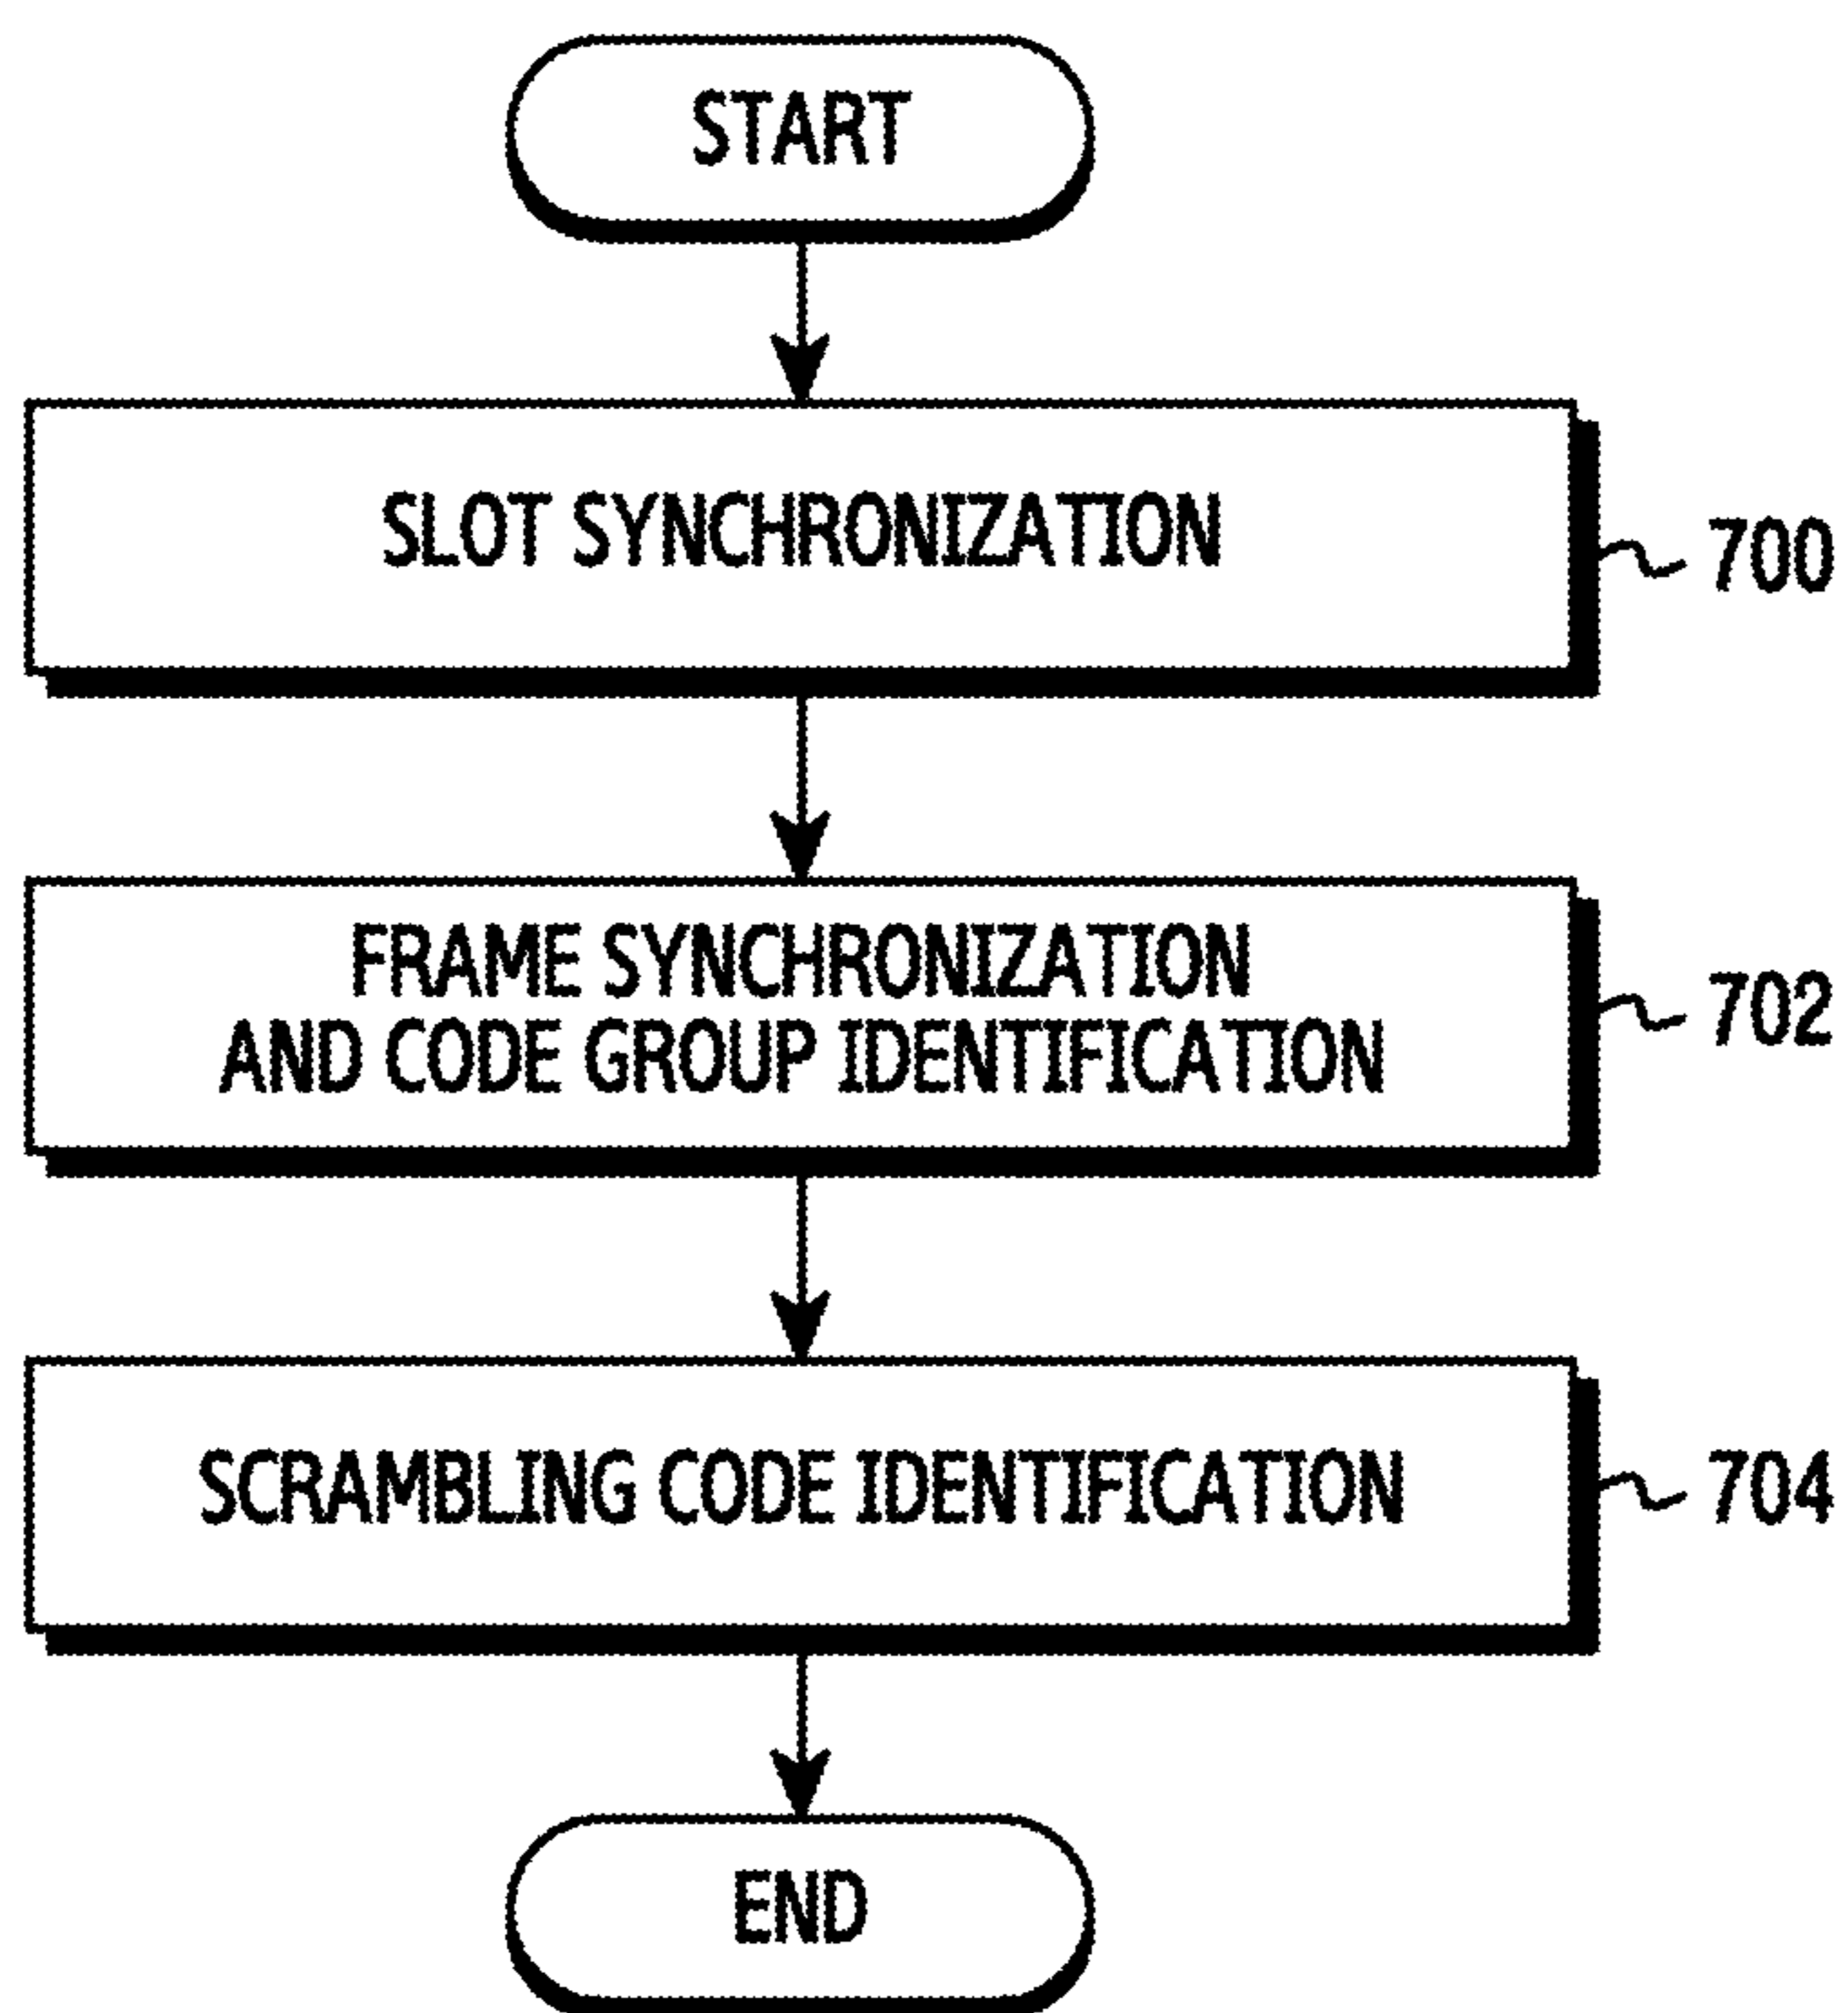 START
SLOT SYNCHRONIZATION
700
FRAME SYNCHRONIZATION
AND CODE GROUP IDENTIFICATION
702
SCRAMBLING CODE IDENTIFICATION
704
END